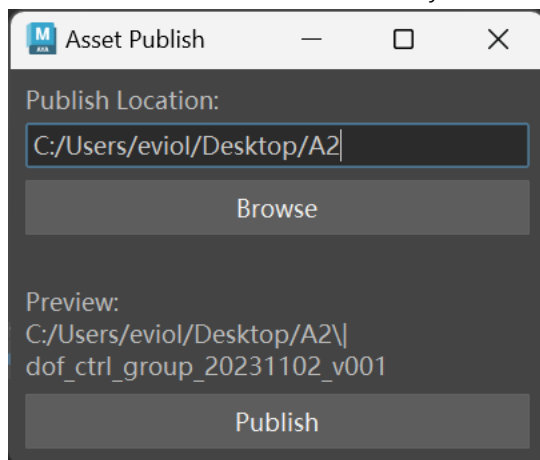 Asset Publish
Publish Location:
C:/Users/eviol/Desktop/A2
Browse
Preview:
C:/Users/eviol/Desktop/A2\|
dof_ctrl_group_20231102_v001
Publish